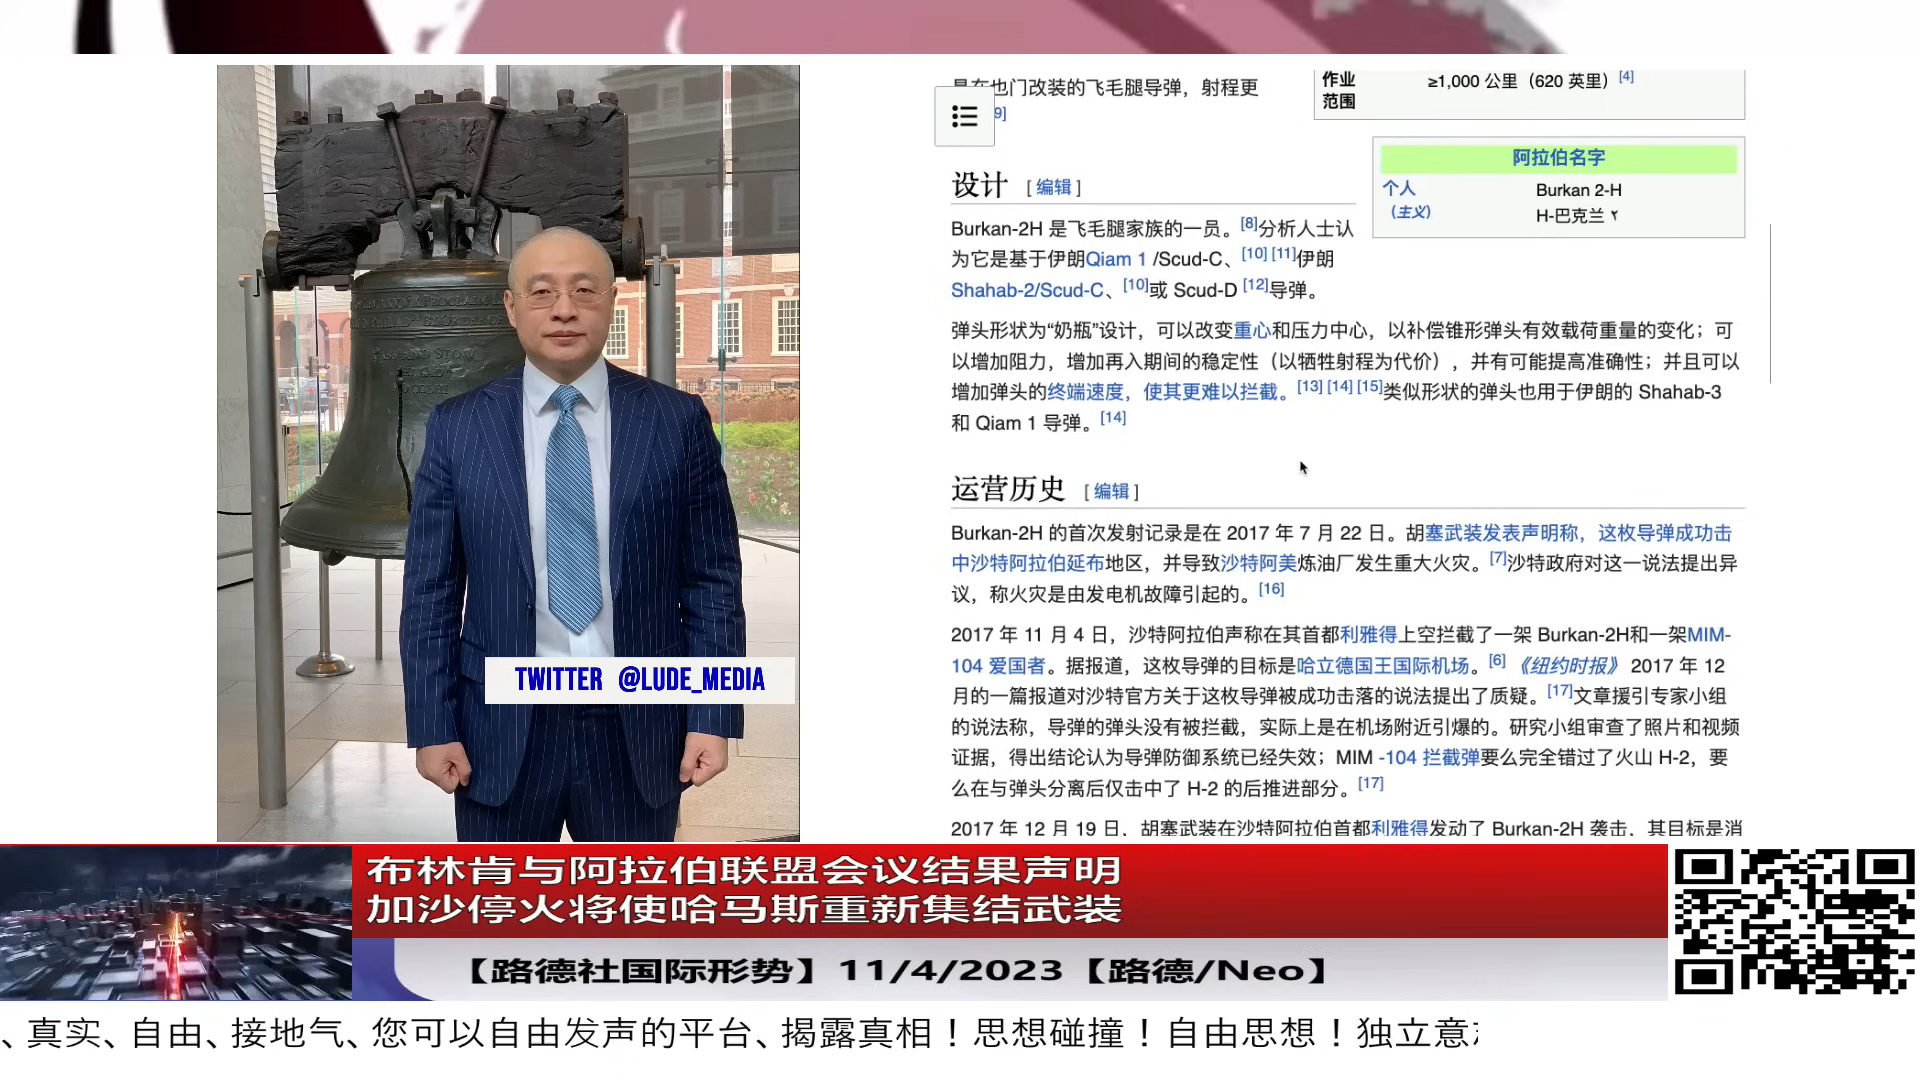 是在也门改装的飞毛腿导弹，射程更
9]
作业范围
≥1,000 公里（620 英里）[4]
阿拉伯名字
个人
（主义）
Burkan 2-H
H-巴克兰 ٢
设计 [ 编辑 ]
Burkan-2H 是飞毛腿家族的一员。[8]分析人士认
为它是基于伊朗Qiam 1 /Scud-C、[10] [11]伊朗
Shahab-2/Scud-C、[10]或 Scud-D [12]导弹。
弹头形状为“奶瓶”设计，可以改变重心和压力中心，以补偿锥形弹头有效载荷重量的变化；可
以增加阻力，增加再入期间的稳定性（以牺牲射程为代价），并有可能提高准确性；并且可以
增加弹头的终端速度，使其更难以拦截。[13] [14] [15]类似形状的弹头也用于伊朗的 Shahab-3
和 Qiam 1 导弹。[14]
运营历史 [ 编辑 ]
Burkan-2H 的首次发射记录是在 2017 年 7 月 22 日。胡塞武装发表声明称，这枚导弹成功击
中沙特阿拉伯延布地区，并导致沙特阿美炼油厂发生重大火灾。[7]沙特政府对这一说法提出异
议，称火灾是由发电机故障引起的。[16]
2017 年 11 月 4 日，沙特阿拉伯声称在其首都利雅得上空拦截了一架 Burkan-2H和一架MIM-
104 爱国者。据报道，这枚导弹的目标是哈立德国王国际机场。[6]《纽约时报》 2017 年 12
月的一篇报道对沙特官方关于这枚导弹被成功击落的说法提出了质疑。[17]文章援引专家小组
的说法称，导弹的弹头没有被拦截，实际上是在机场附近引爆的。研究小组审查了照片和视频
证据，得出结论认为导弹防御系统已经失效；MIM -104 拦截弹要么完全错过了火山 H-2，要
么在与弹头分离后仅击中了 H-2 的后推进部分。[17]
2017 年 12 月 19 日，胡塞武装在沙特阿拉伯首都利雅得发动了 Burkan-2H 袭击，其目标是消
PASS AND STOW
TWITTER @LUDE_MEDIA
布林肯与阿拉伯联盟会议结果声明
加沙停火将使哈马斯重新集结武装
【路德社国际形势】11/4/2023【路德/Neo】
、真实、自由、接地气、您可以自由发声的平台、揭露真相！思想碰撞！自由思想！独立意